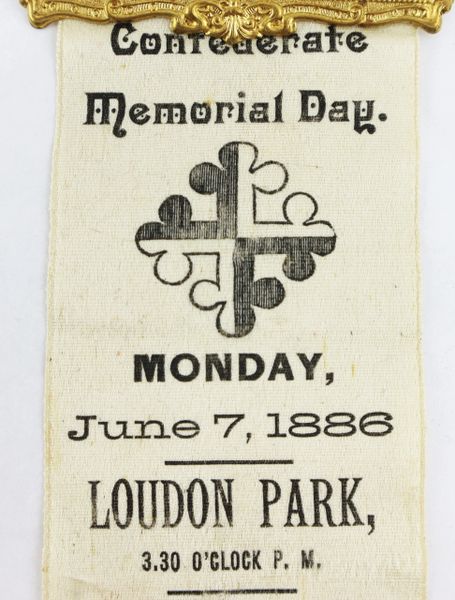 Confederate
Memorial Day.
MONDAY,
June 7, 1886
LOUDON PARK,
3.30 O'CLOCK P. M.